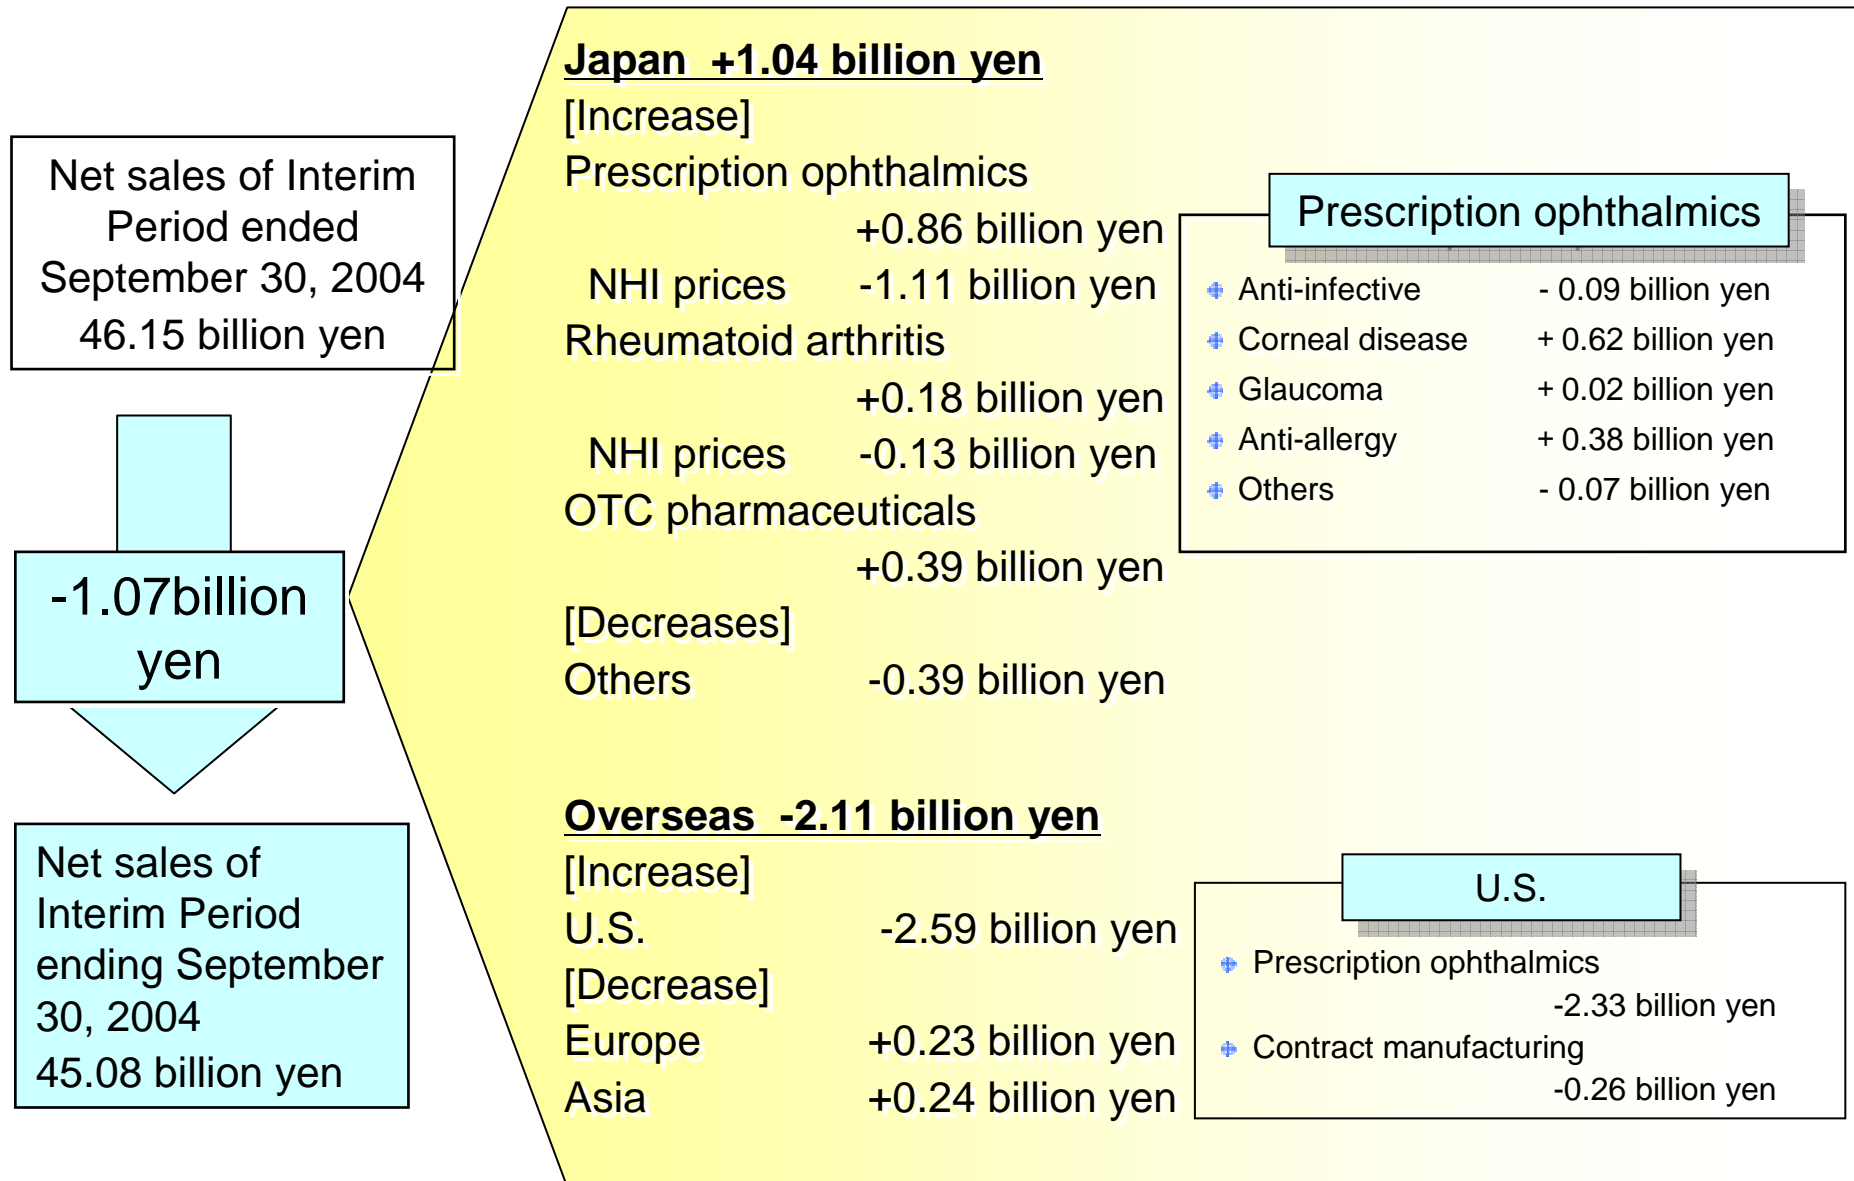 Net sales of Interim
Period ended
September 30, 2004
46.15 billion yen
-1.07billion
yen
Net sales of
Interim Period
ending September
30, 2004
45.08 billion yen
Japan +1.04 billion yen
[Increase]
Prescription ophthalmics
+0.86 billion yen
NHI prices -1.11 billion yen
Rheumatoid arthritis
+0.18 billion yen
NHI prices -0.13 billion yen
OTC pharmaceuticals
+0.39 billion yen
[Decreases]
Others -0.39 billion yen
Prescription ophthalmics
Anti-infective - 0.09 billion yen
Corneal disease + 0.62 billion yen
Glaucoma + 0.02 billion yen
Anti-allergy + 0.38 billion yen
Others - 0.07 billion yen
Overseas -2.11 billion yen
[Increase]
U.S. -2.59 billion yen
[Decrease]
Europe +0.23 billion yen
Asia +0.24 billion yen
U.S.
Prescription ophthalmics
-2.33 billion yen
Contract manufacturing
-0.26 billion yen